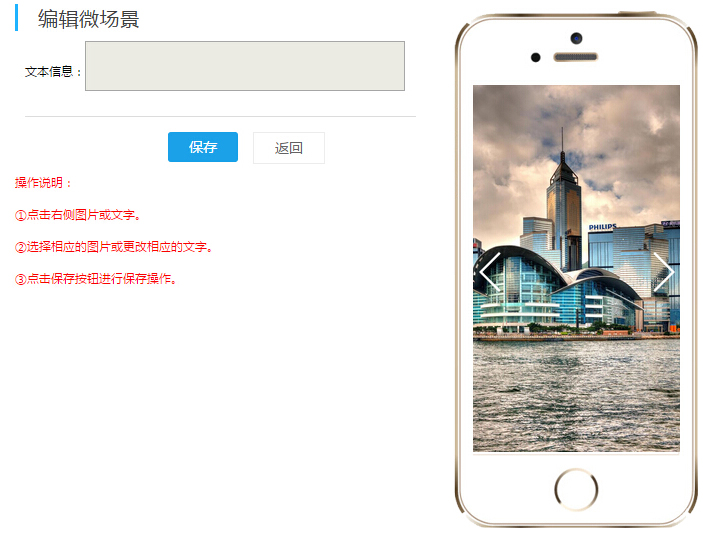 编辑微场景
文本信息：
保存
返回
操作说明：
①点击右侧图片或文字。
②选择相应的图片或更改相应的文字。
③点击保存按钮进行保存操作。
PHILIPS